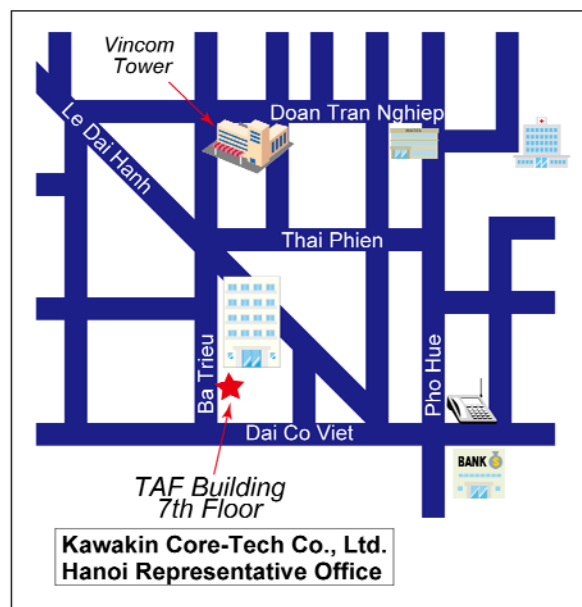 Vincom
Tower
Doan Tran Nghiep
Le Dai Hanh
Thai Phien
Ba Trieu
Pho Hue
Dai Co Viet
BANK $
TAF Building
7th Floor
Kawakin Core-Tech Co., Ltd.
Hanoi Representative Office